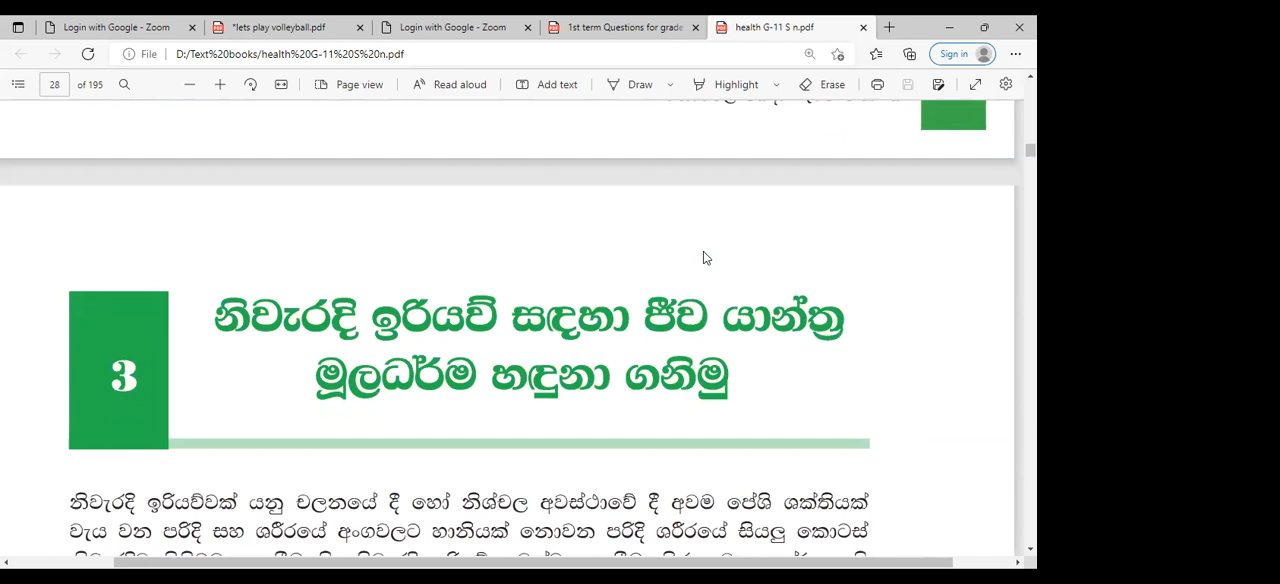 Login with Google - Zoom
*lets play volleyball.pdf
Login with Google - Zoom
1st term Questions for grade
health G-11 S n.pdf
File | D:/Text%20books/health%20G-11%20S%20n.pdf
Sign in
28 of 195
Page view
Read aloud
Add text
Draw
Highlight
Erase
3
නිවැරදි ඉරියව් සඳහා ජීව යාන්ත්‍ර
මූලධර්ම හඳුනා ගනිමු
නිවැරදි ඉරියව්වක් යනු චලනයේ දී හෝ නිශ්චල අවස්ථාවේ දී අවම පේශි ශක්තියක්
වැය වන පරිදි සහ ශරීරයේ අංගවලට හානියක් නොවන පරිදි ශරීරයේ සියලු කොටස්